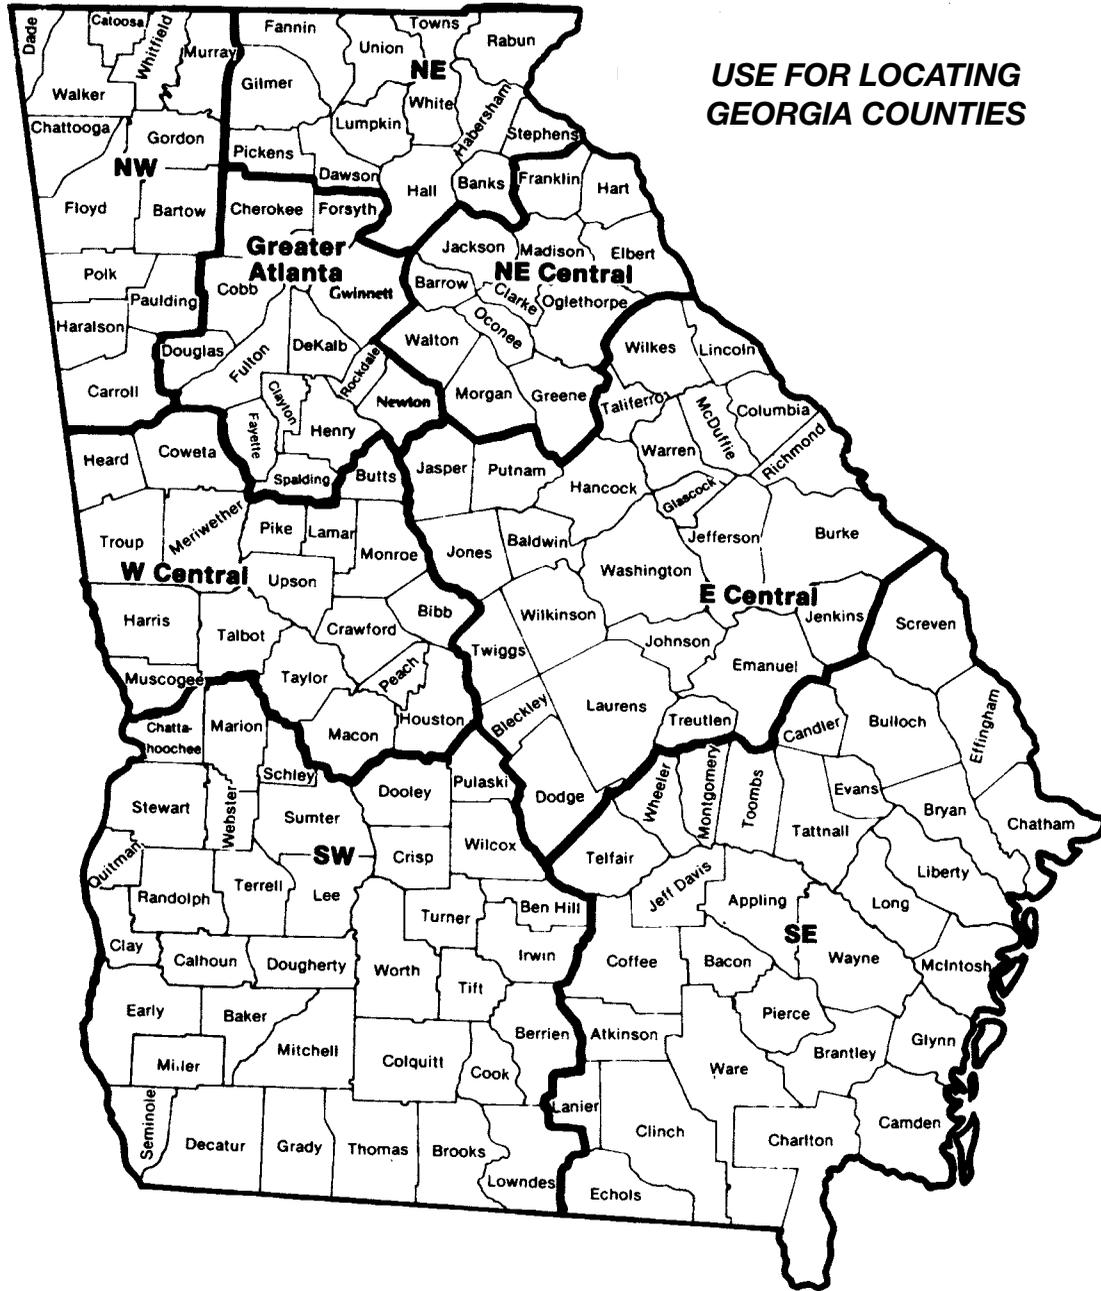 USE FOR LOCATING
GEORGIA COUNTIES
Dade
Catoosa
Whitfield
Murray
Fannin
Towns
Union
Rabun
NE
Walker
Gilmer
White
Habersham
Lumpkin
Chattooga
Gordon
Stephens
Pickens
NW
Dawson
Hall
Banks
Franklin
Hart
Floyd
Bartow
Cherokee
Forsyth
Greater
Atlanta
Jackson
Madison
Elbert
NE Central
Polk
Paulding
Cobb
Gwinnett
Barrow
Clarke
Oglethorpe
Haralson
Oconee
Walton
Douglas
Fulton
DeKalb
Rockdale
Wilkes
Lincoln
Carroll
Clayton
Newton
Morgan
Greene
Taliferro
McDuffie
Columbia
Fayette
Henry
Warren
Richmond
Heard
Coweta
Spalding
Butts
Jasper
Putnam
Hancock
Glascock
Troup
Meriwether
Pike
Lamar
Monroe
Jones
Baldwin
Jefferson
Burke
W Central
Upson
Washington
E Central
Harris
Talbot
Crawford
Bibb
Wilkinson
Jenkins
Screven
Twiggs
Johnson
Emanuel
Muscogee
Taylor
Peach
Houston
Macon
Bleckley
Laurens
Treutlen
Candler
Bulloch
Effingham
Chatta-
hoochee
Marion
Schley
Dooley
Pulaski
Dodge
Wheeler
Montgomery
Toombs
Evans
Bryan
Chatham
Stewart
Webster
Sumter
Tattnall
SW
Crisp
Wilcox
Telfair
Quitman
Randolph
Terrell
Lee
Jeff Davis
Appling
Liberty
Long
Turner
Ben Hill
SE
Clay
Calhoun
Dougherty
Worth
Irwin
Coffee
Bacon
Wayne
McIntosh
Tift
Early
Baker
Mitchell
Colquitt
Berrien
Atkinson
Pierce
Brantley
Glynn
Miller
Cook
Ware
Seminole
Decatur
Grady
Thomas
Brooks
Lanier
Clinch
Charlton
Camden
Lowndes
Echols